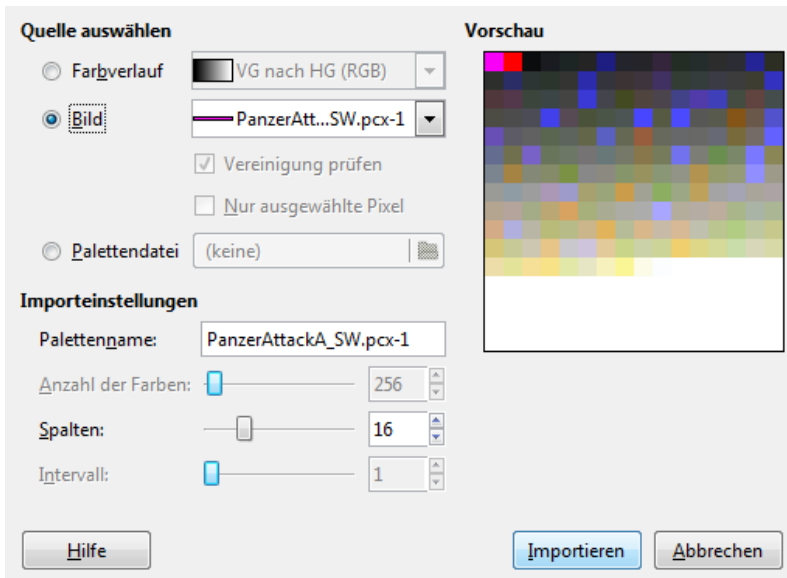 Quelle auswählen
Farbverlauf
VG nach HG (RGB)
Bild
PanzerAtt...SW.pcx-1
Vereinigung prüfen
Nur ausgewählte Pixel
Palettendatei
(keine)
Importeinstellungen
Palettenname:
PanzerAttackA_SW.pcx-1
Anzahl der Farben:
256
Spalten:
16
Intervall:
1
Hilfe
Vorschau
Importieren
Abbrechen